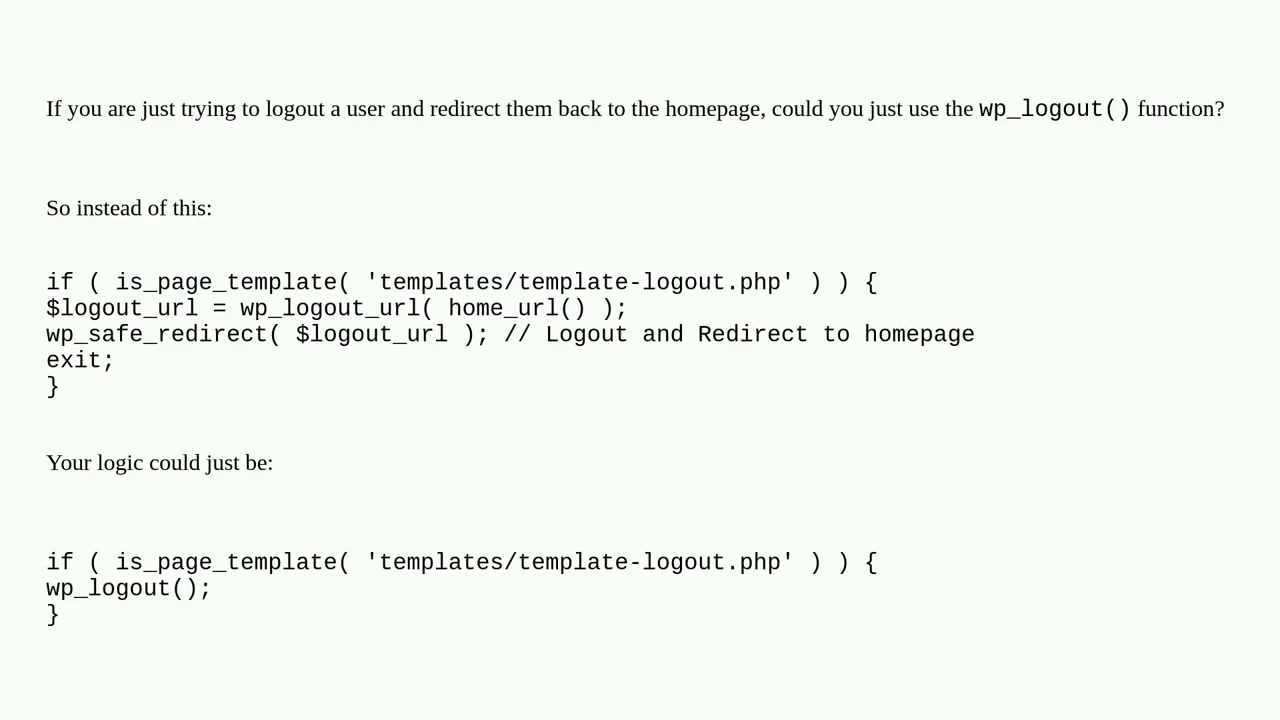 If you are just trying to logout a user and redirect them back to the homepage, could you just use the wp_logout() function?
So instead of this:
if ( is_page_template( 'templates/template-logout.php' ) ) {
$logout_url = wp_logout_url( home_url() );
wp_safe_redirect( $logout_url ); // Logout and Redirect to homepage
exit;
}
Your logic could just be:
if ( is_page_template( 'templates/template-logout.php' ) ) {
wp_logout();
}